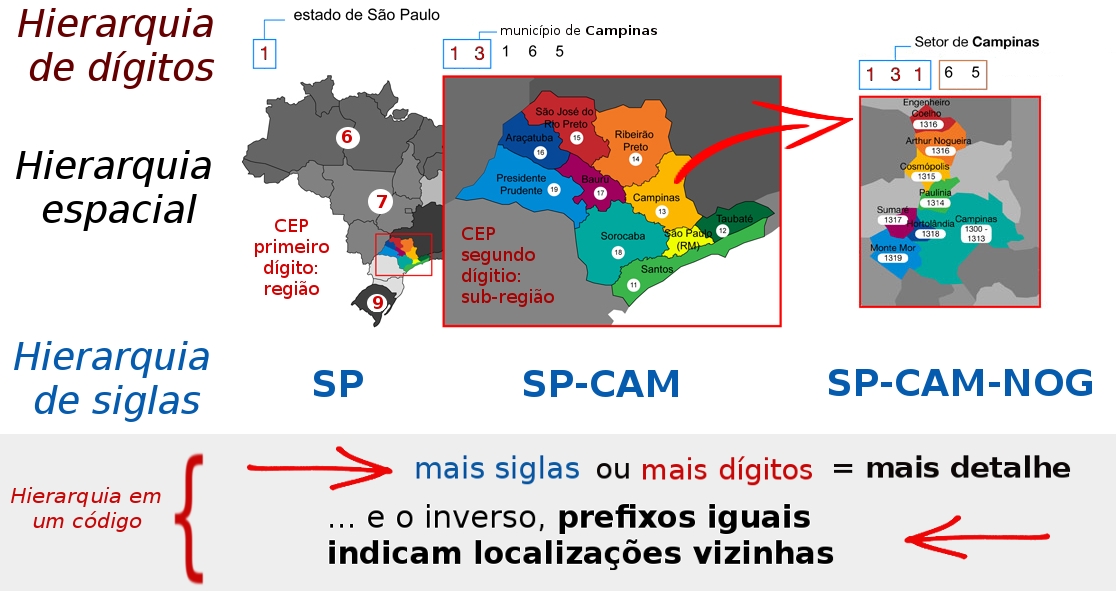 Hierarquia
de dígitos
estado de São Paulo
1
município de Campinas
1 3 1 6 5
Setor de Campinas
1 3 1 6 5
Hierarquia
espacial
6
7
9
CEP
primeiro
dígito:
região
São José do
Rio Preto
15
Araçatuba
16
Ribeirão
Preto
14
Presidente
Prudente
19
Bauru
17
Campinas
13
Taubaté
12
São Paulo
(RM)
Sorocaba
18
Santos
11
CEP
segundo
dígitio:
sub-região
Engenheiro
Coelho
1316
Arthur Nogueira
1316
Cosmópolis
1315
Paulínia
1314
Sumaré
1317
Hortolândia
1318
Campinas
1300 -
1313
Monte Mor
1319
Hierarquia
de siglas
SP
SP-CAM
SP-CAM-NOG
Hierarquia em
um código
{
mais siglas ou mais dígitos = mais detalhe
... e o inverso, prefixos iguais
indicam localizações vizinhas